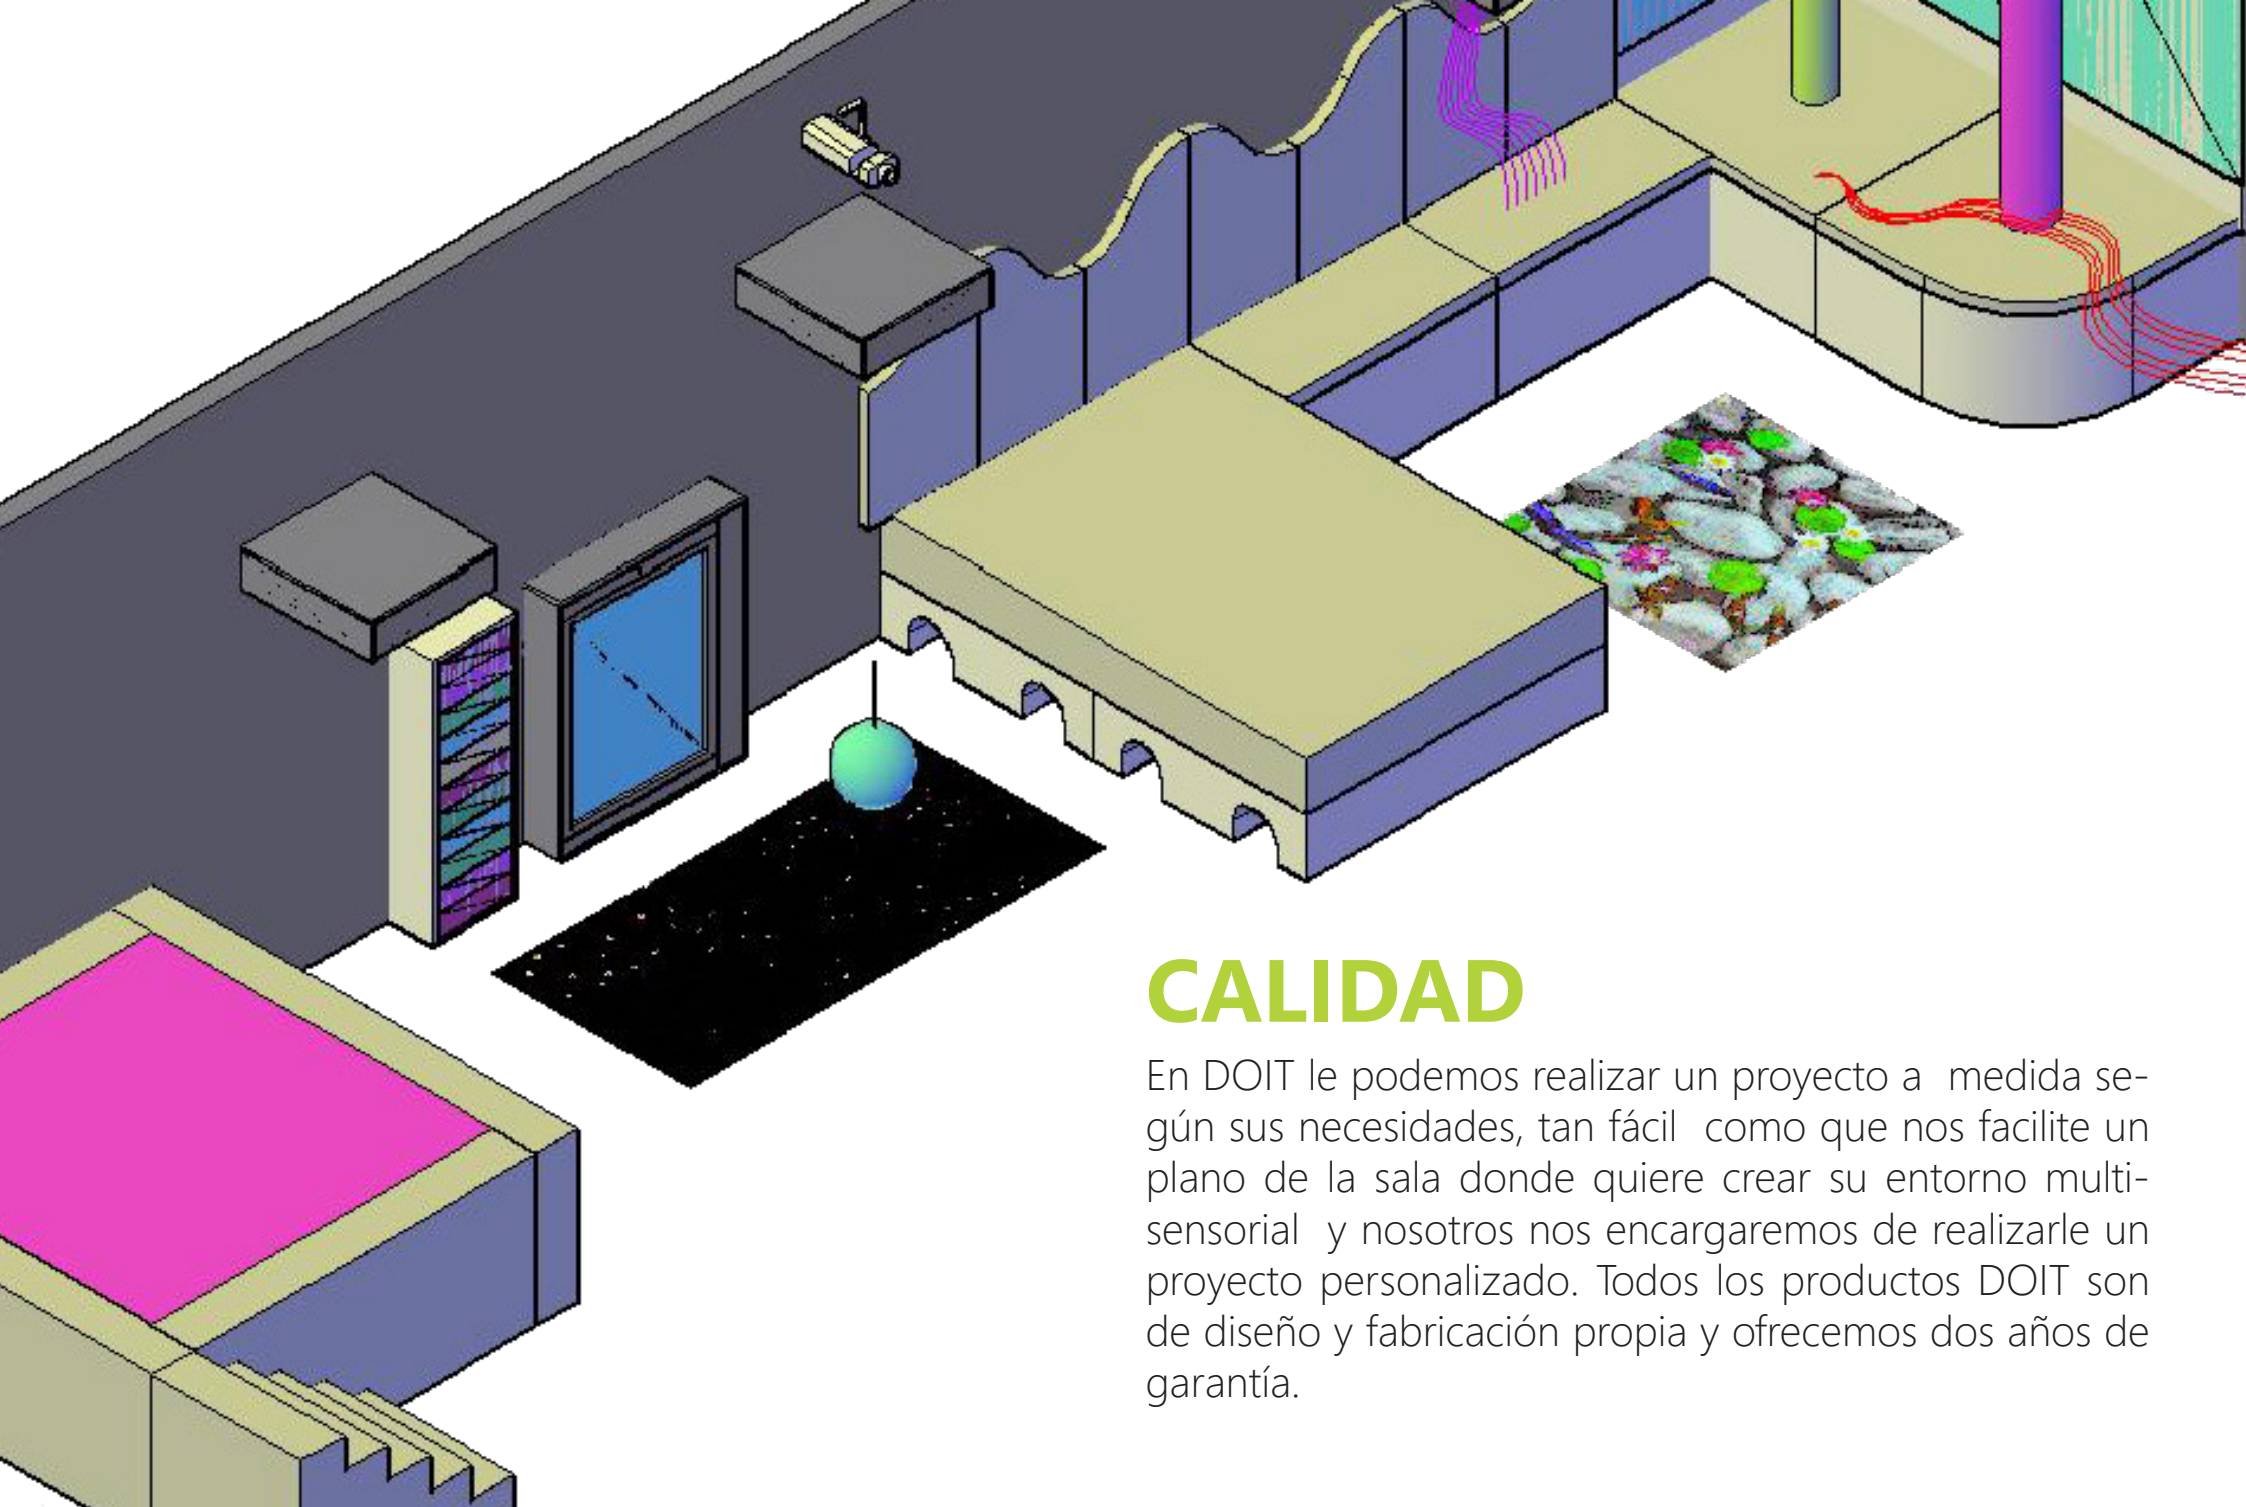 CALIDAD
En DOIT le podemos realizar un proyecto a  medida se-
gún sus necesidades, tan fácil  como que nos facilite un
plano de la sala donde quiere crear su entorno multi-
sensorial  y nosotros nos encargaremos de realizarle un
proyecto personalizado. Todos los productos DOIT son
de diseño y fabricación propia y ofrecemos dos años de
garantía.